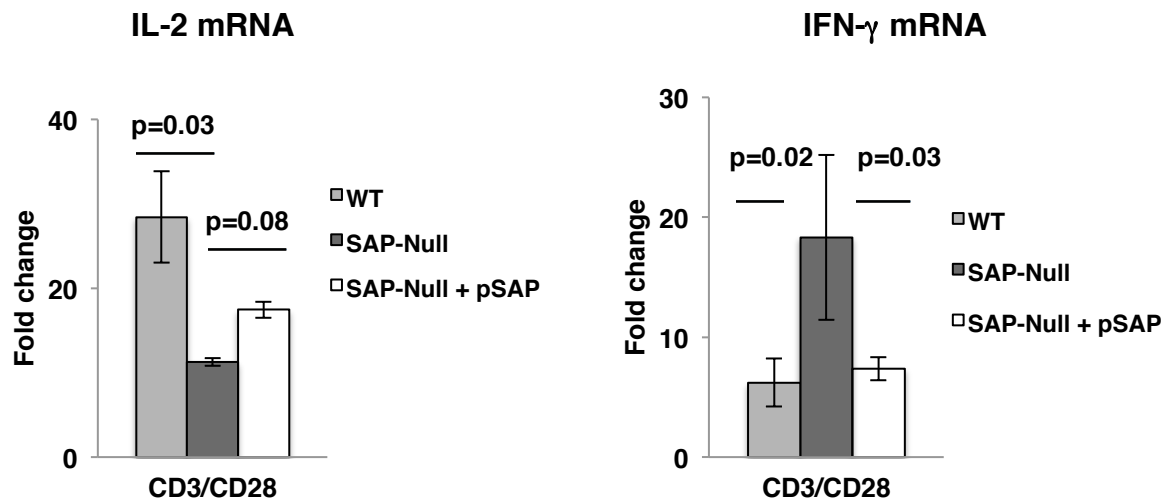 IL-2 mRNA
40
20
0
Fold change
p=0.03
p=0.08
CD3/CD28
WT
SAP-Null
SAP-Null + pSAP
IFN-γ mRNA
30
20
10
0
Fold change
p=0.02
p=0.03
CD3/CD28
WT
SAP-Null
SAP-Null + pSAP